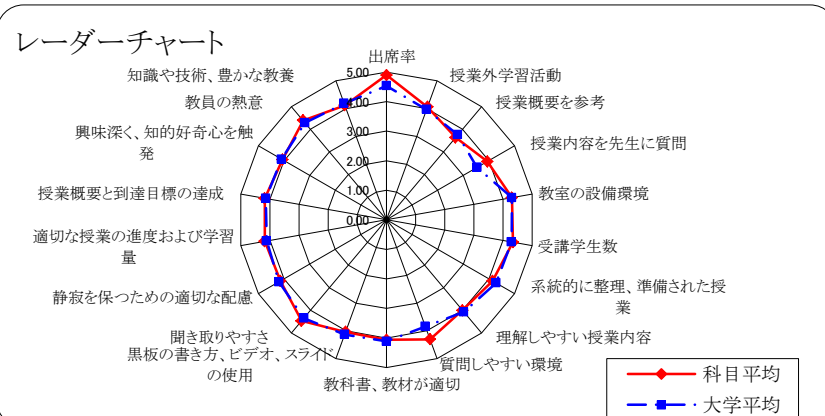 レーダーチャート
出席率
授業外学習活動
授業概要を参考
授業内容を先生に質問
教室の設備環境
受講学生数
系統的に整理、準備された授
業
理解しやすい授業内容
質問しやすい環境
教科書、教材が適切
黒板の書き方、ビデオ、スライド
の使用
聞き取りやすさ
静寂を保つための適切な配慮
適切な授業の進度および学習
量
授業概要と到達目標の達成
興味深く、知的好奇心を触
発
教員の熱意
知識や技術、豊かな教養
5.00
4.00
3.00
2.00
1.00
0.00
科目平均
大学平均